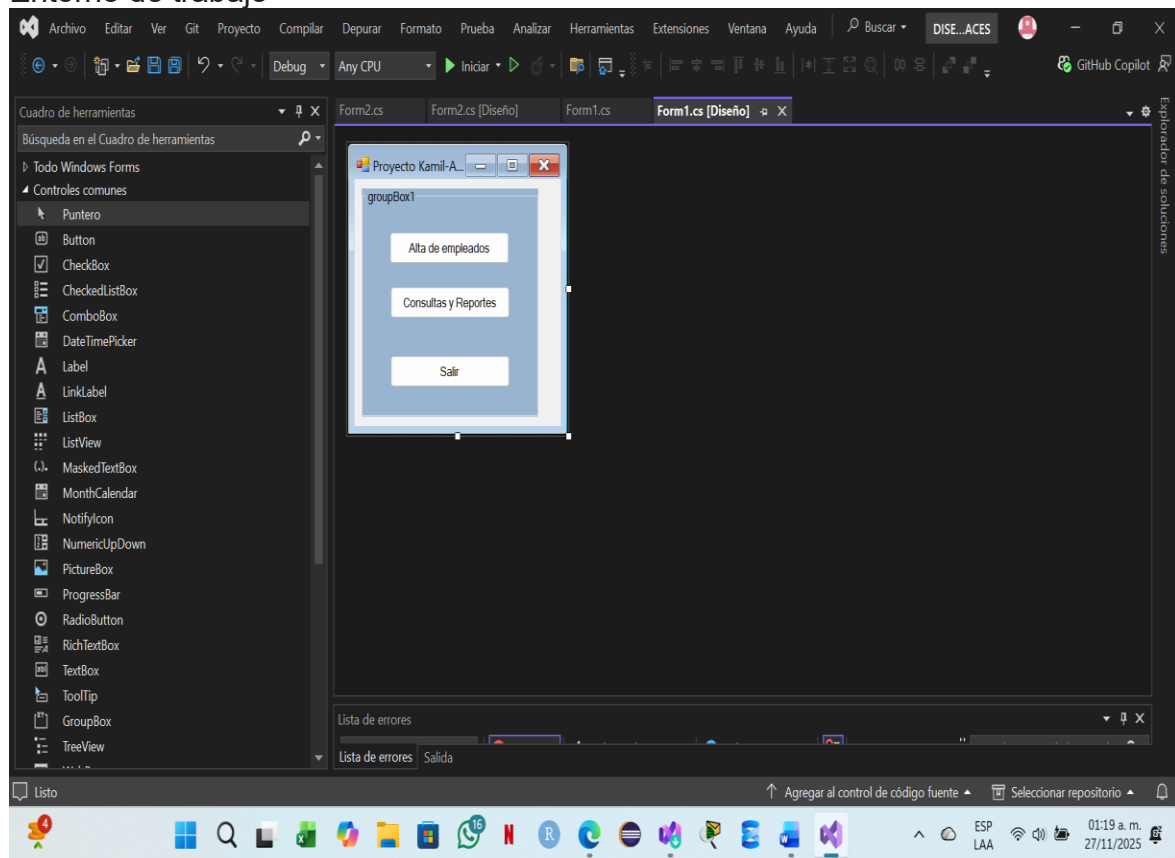 Entorno de trabajo
Archivo Editar Ver Git Proyecto Compilar Depurar Formato Prueba Analizar Herramientas Extensiones Ventana Ayuda Buscar DISE...ACES
Debug Any CPU Iniciar GitHub Copilot
Cuadro de herramientas
Form2.cs Form2.cs [Diseño] Form1.cs Form1.cs [Diseño]
Explorador de soluciones
Búsqueda en el Cuadro de herramientas
Todo Windows Forms
Controles comunes
Puntero
Button
CheckBox
CheckedListBox
ComboBox
DateTimePicker
Label
LinkLabel
ListBox
ListView
MaskedTextBox
MonthCalendar
NotifyIcon
NumericUpDown
PictureBox
ProgressBar
RadioButton
RichTextBox
TextBox
ToolTip
GroupBox
TreeView
Proyecto Kamil-A...
groupBox1
Alta de empleados
Consultas y Reportes
Salir
Lista de errores
Lista de errores Salida
Listo Agregar al control de código fuente Seleccionar repositorio
4 16 ESP 01:19 a. m.
LAA 27/11/2025